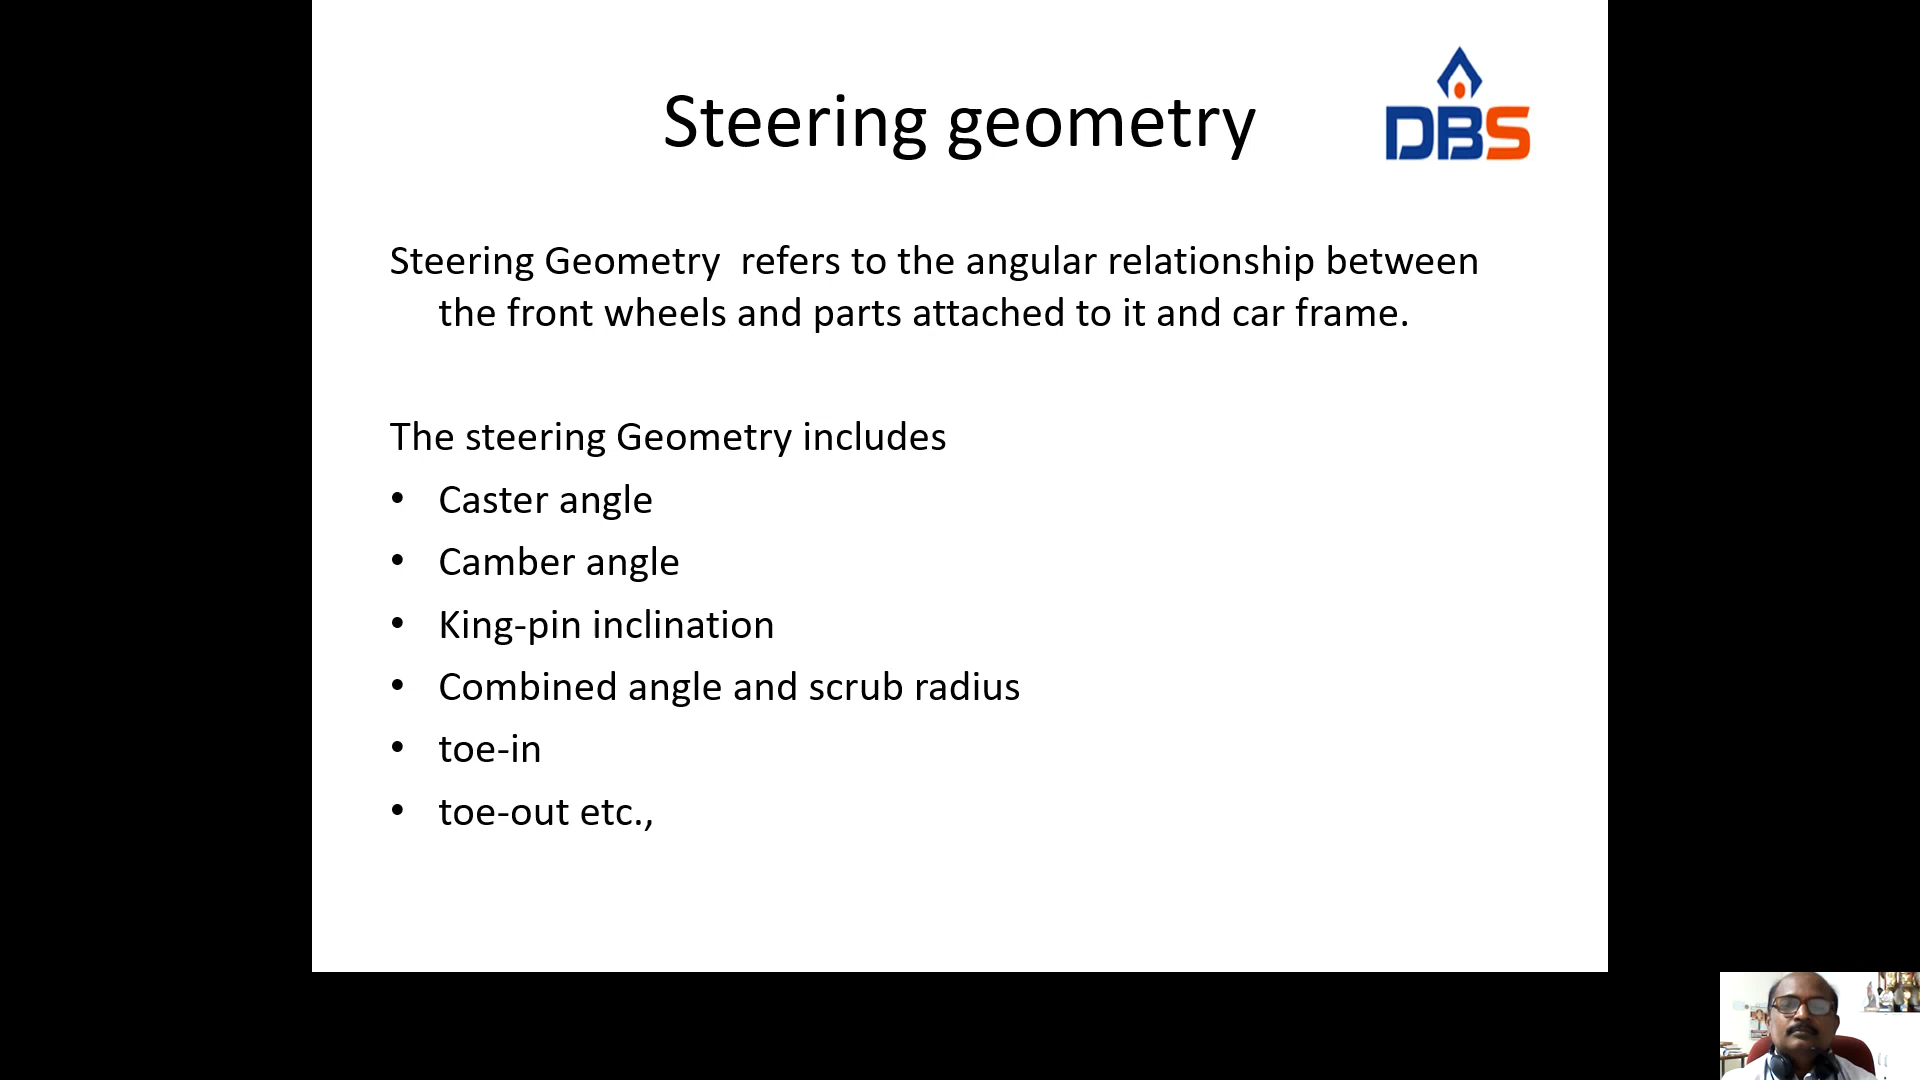 Steering geometry
DBS
Steering Geometry  refers to the angular relationship between
the front wheels and parts attached to it and car frame.
The steering Geometry includes
• Caster angle
• Camber angle
• King-pin inclination
• Combined angle and scrub radius
• toe-in
• toe-out etc.,